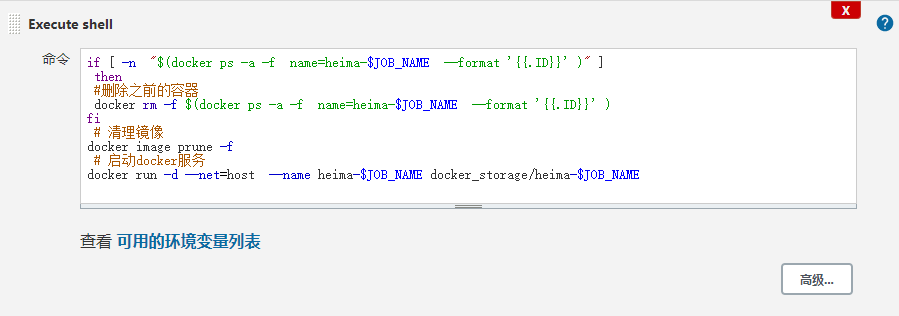 X
Execute shell
命令
if [ -n "$(docker ps -a -f name=heima-$JOB_NAME --format '{{.ID}}' )" ]
then
#删除之前的容器
docker rm -f $(docker ps -a -f name=heima-$JOB_NAME --format '{{.ID}}' )
fi
# 清理镜像
docker image prune -f
# 启动docker服务
docker run -d --net=host --name heima-$JOB_NAME docker_storage/heima-$JOB_NAME
查看 可用的环境变量列表
高级...